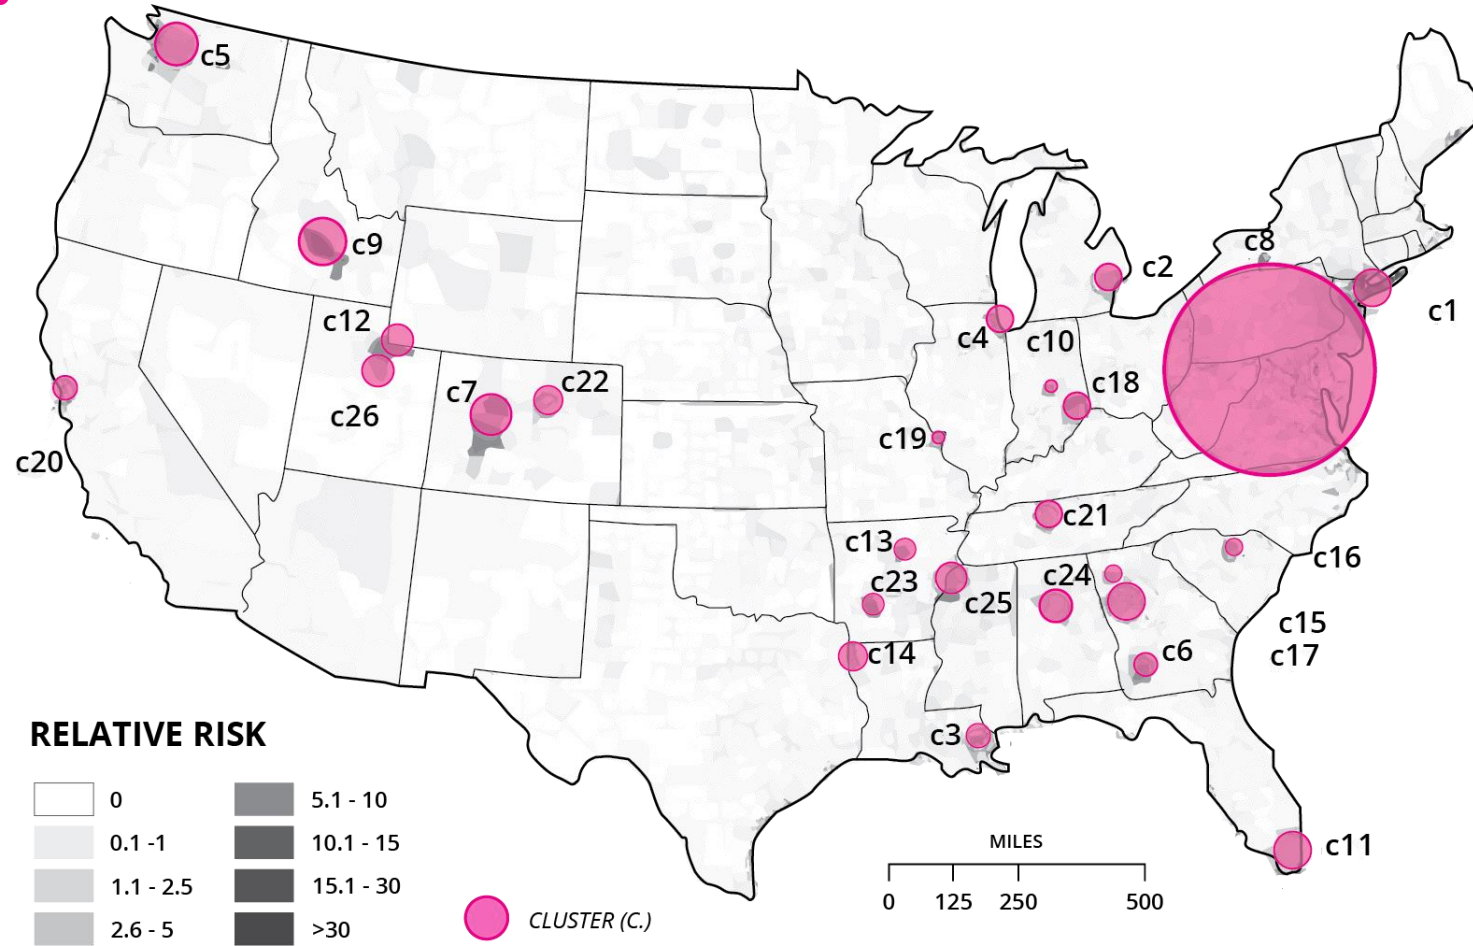 c5
c8
c9
c2
c1
c12
c4
c10
c7
c22
c18
c26
c19
c20
c21
c13
c16
c23
c24
c25
c15
c14
c6
c17
c3
RELATIVE RISK
0
5.1 - 10
0.1 -1
10.1 - 15
1.1 - 2.5
15.1 - 30
2.6 - 5
>30
CLUSTER (C.)
MILES
0 125 250 500
c11